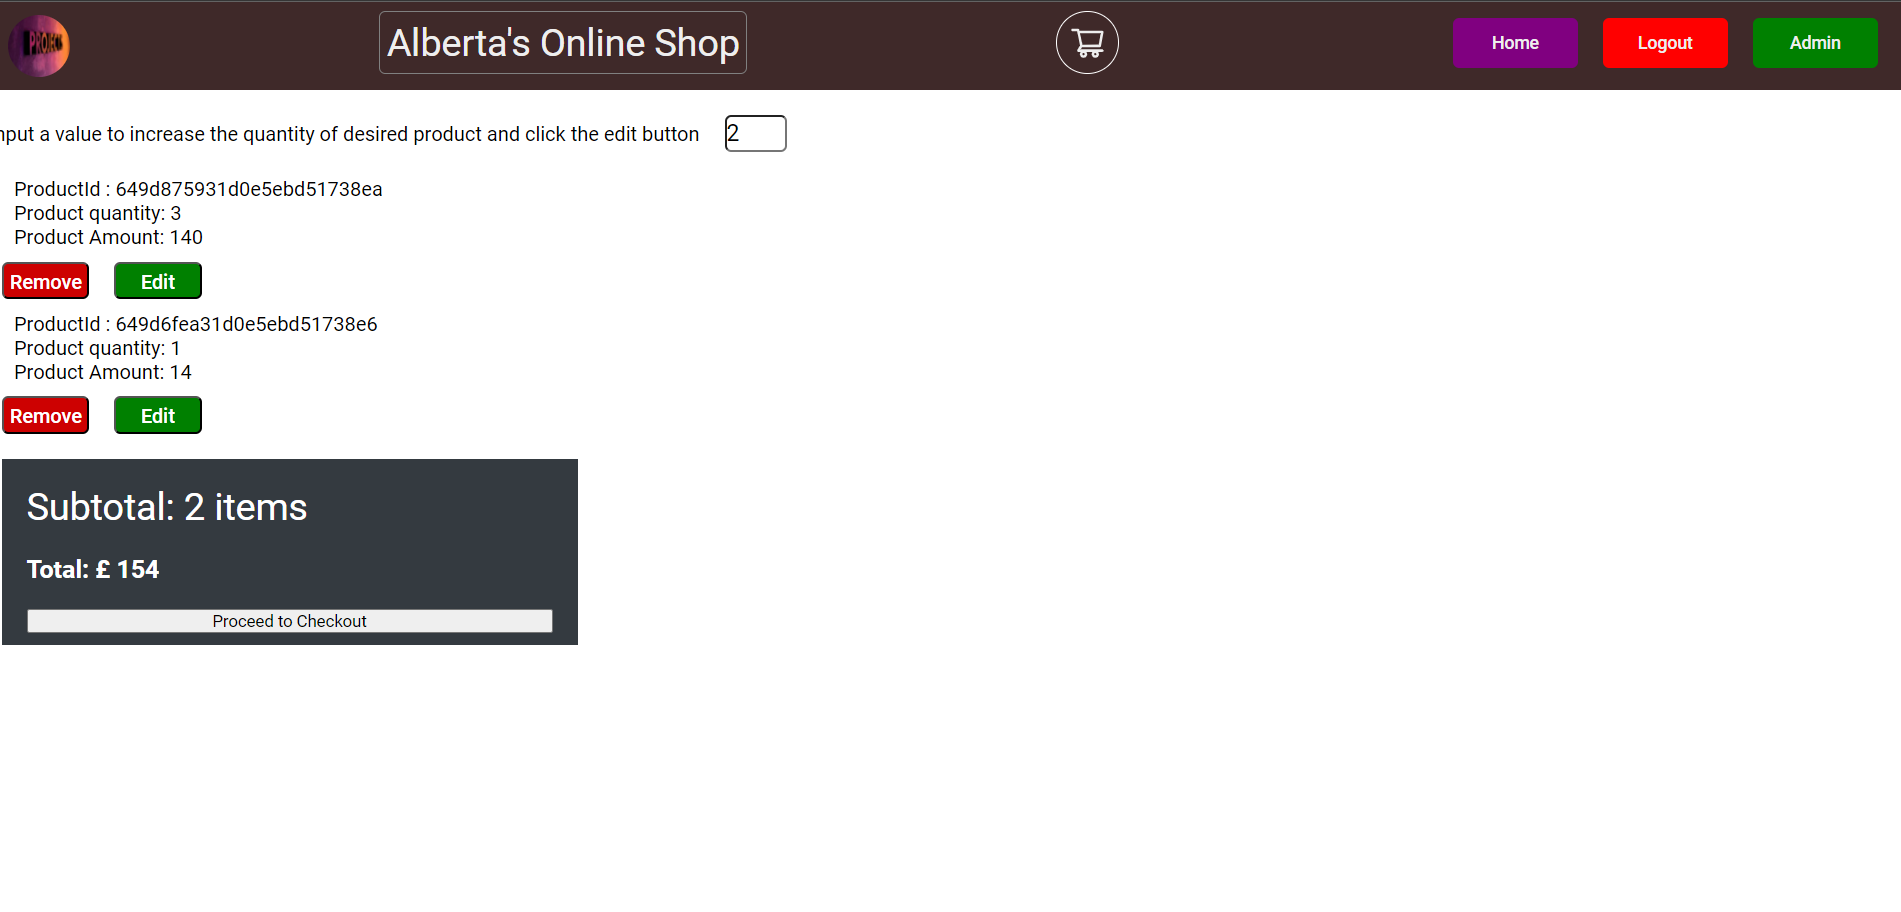 PROJECTS
Alberta's Online Shop
Home
Logout
Admin
nput a value to increase the quantity of desired product and click the edit button
2
ProductId : 649d875931d0e5ebd51738ea
Product quantity: 3
Product Amount: 140
Remove
Edit
ProductId : 649d6fea31d0e5ebd51738e6
Product quantity: 1
Product Amount: 14
Remove
Edit
Subtotal: 2 items
Total: £ 154
Proceed to Checkout